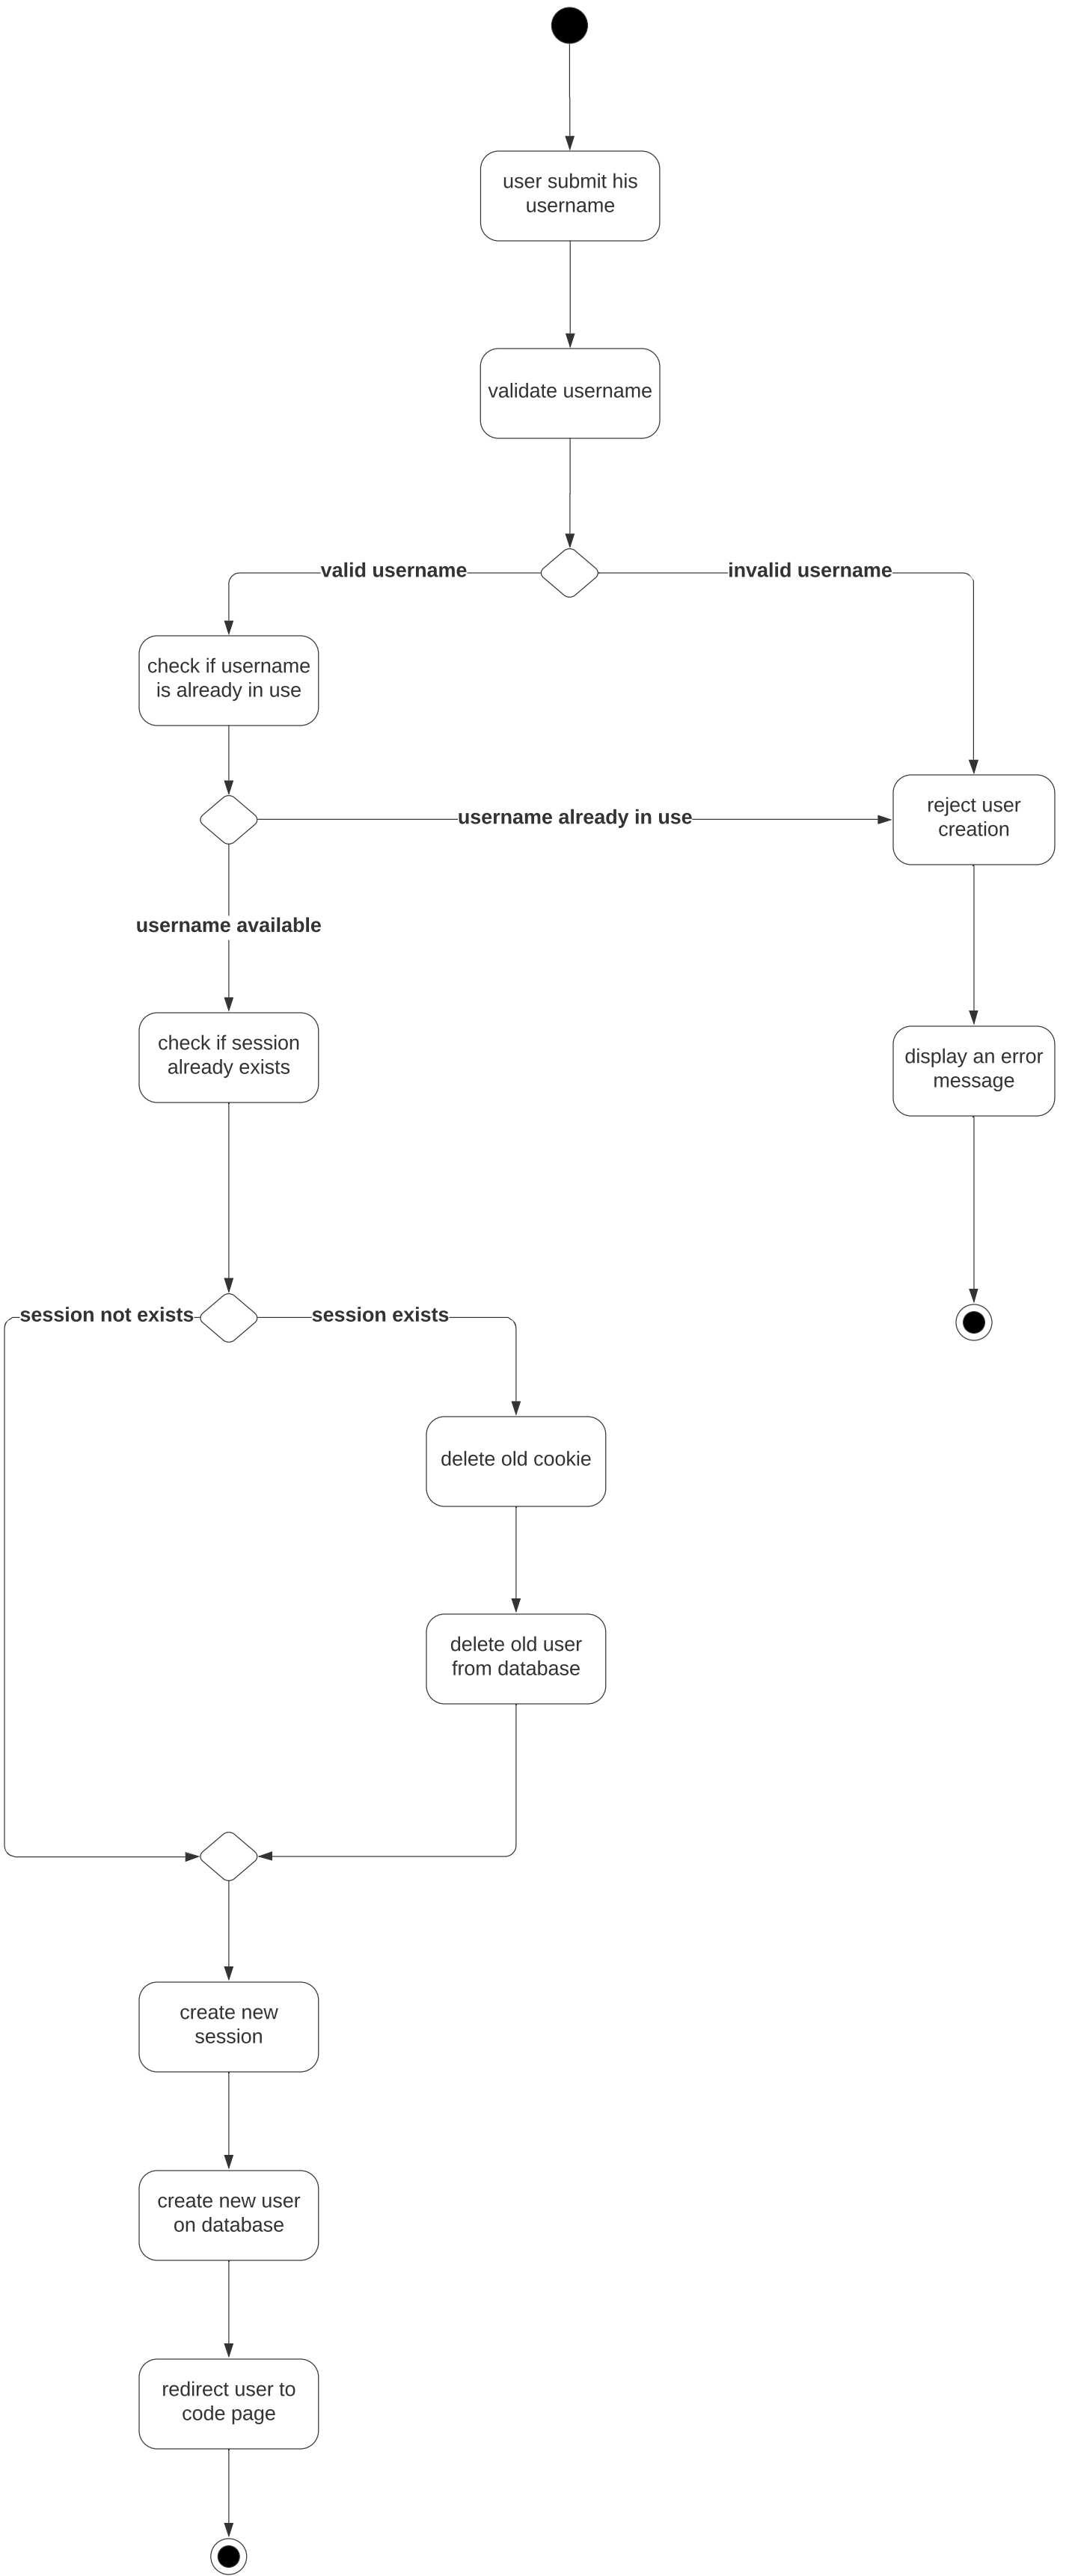 user submit his
username
validate username
valid username
invalid username
check if username
is already in use
reject user
creation
username already in use
username available
check if session
already exists
display an error
message
session not exists
session exists
delete old cookie
delete old user
from database
create new
session
create new user
on database
redirect user to
code page